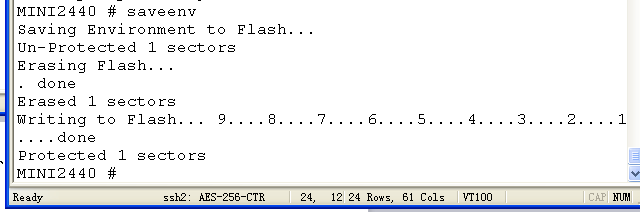 MINI2440 # saveenv
Saving Environment to Flash...
Un-Protected 1 sectors
Erasing Flash...
. done
Erased 1 sectors
Writing to Flash... 9....8....7....6....5....4....3....2....1
....done
Protected 1 sectors
MINI2440 #
Ready ssh2: AES-256-CTR 24, 12 24 Rows, 61 Cols VT100 CAP NUM